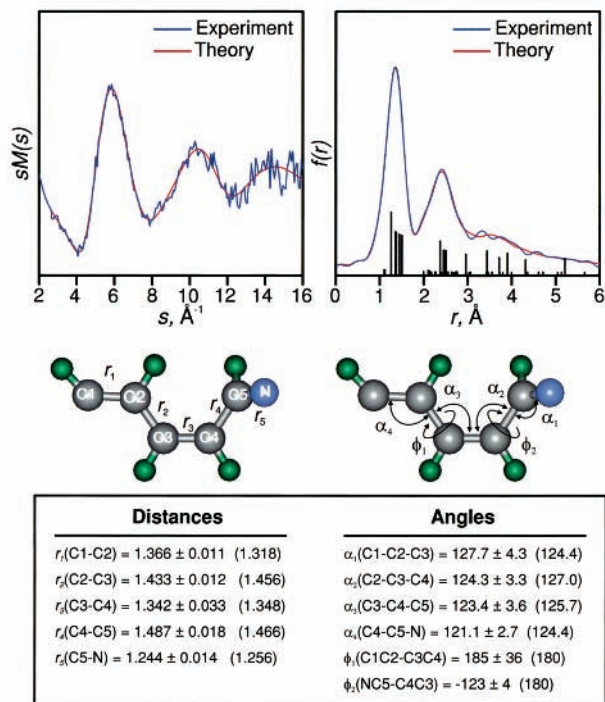 Experiment
Theory
sM(s)
2 4 6 8 10 12 14 16
s, Å⁻¹
Experiment
Theory
f(r)
0 1 2 3 4 5 6
r, Å
C1 r₁ C2 r₂ C3 r₃ C4 r₄ C5 r₅ N
α₄ α₃ α₂ α₁ ϕ₁ ϕ₂
Distances
r₁(C1-C2) = 1.366 ± 0.011 (1.318)
r₂(C2-C3) = 1.433 ± 0.012 (1.456)
r₃(C3-C4) = 1.342 ± 0.033 (1.348)
r₄(C4-C5) = 1.487 ± 0.018 (1.466)
r₅(C5-N) = 1.244 ± 0.014 (1.256)
Angles
α₁(C1-C2-C3) = 127.7 ± 4.3 (124.4)
α₂(C2-C3-C4) = 124.3 ± 3.3 (127.0)
α₃(C3-C4-C5) = 123.4 ± 3.6 (125.7)
α₄(C4-C5-N) = 121.1 ± 2.7 (124.4)
ϕ₁(C1C2-C3C4) = 185 ± 36 (180)
ϕ₂(NC5-C4C3) = -123 ± 4 (180)